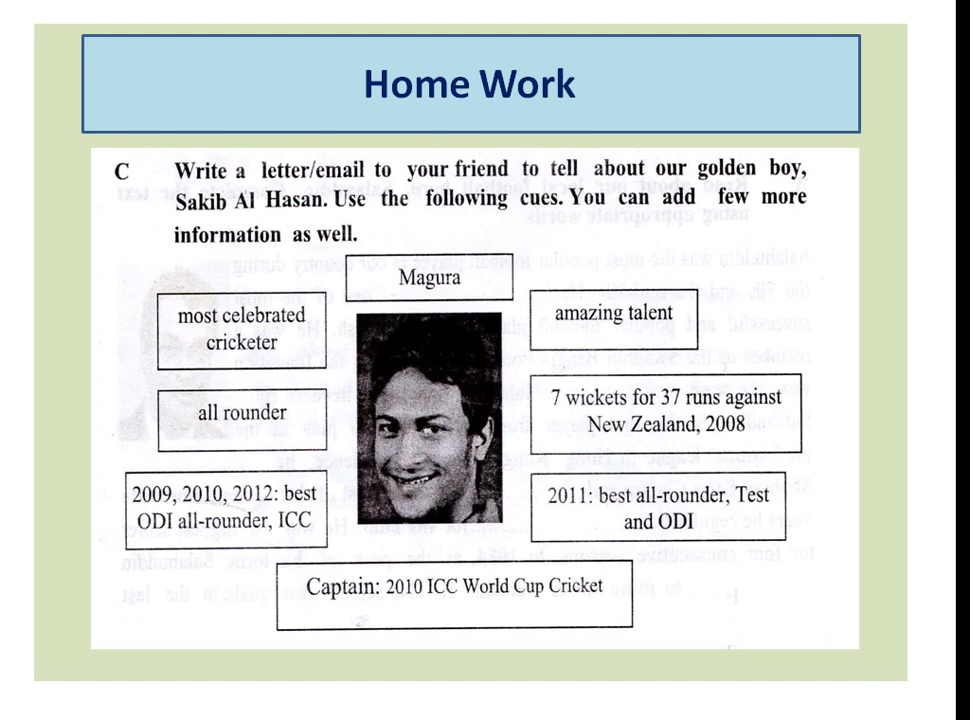 Home Work
C Write a letter/email to your friend to tell about our golden boy,
Sakib Al Hasan. Use the following cues. You can add few more
information as well.
Magura
most celebrated
cricketer
amazing talent
all rounder
7 wickets for 37 runs against
New Zealand, 2008
2009, 2010, 2012: best
ODI all-rounder, ICC
2011: best all-rounder, Test
and ODI
Captain: 2010 ICC World Cup Cricket